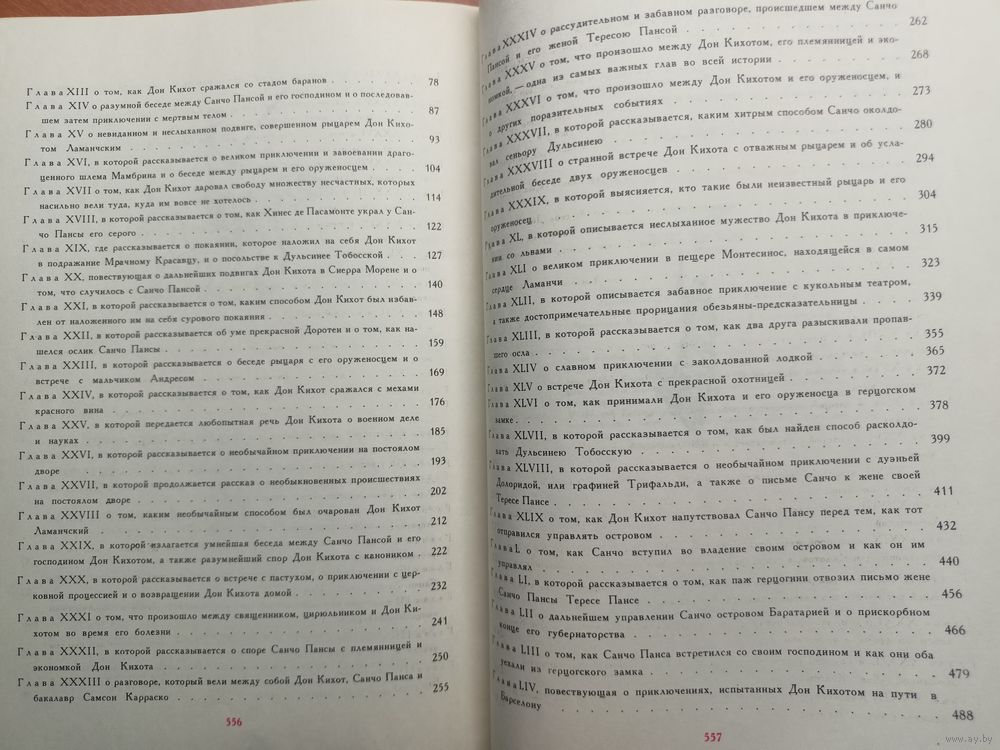 Глава XIII о том, как Дон Кихот сражался со стадом баранов . . . . . . . . . 78
Глава XIV о разумной беседе между Санчо Пансой и его господином и о последовав-
шем затем приключении с мертвым телом . . . . . . . . . . 87
Глава XV о невиданном и неслыханном подвиге, совершенном рыцарем Дон Кихо-
том Ламанчским . . . . . . . . . . 93
Глава XVI, в которой рассказывается о великом приключении и завоевании драго-
ценного шлема Мамбрина и о беседе между рыцарем и его оруженосцем . . . 104
Глава XVII о том, как Дон Кихот даровал свободу множеству несчастных, которых
насильно вели туда, куда им вовсе не хотелось . . . . . . . . . . 114
Глава XVIII, в которой рассказывается о том, как Хинес де Пасамонте украл у Сан-
чо Пансы его серого . . . . . . . . . . 122
Глава XIX, где рассказывается о покаянии, которое наложил на себя Дон Кихот
в подражание Мрачному Красавцу, и о посольстве к Дульсинее Тобосской . . 127
Глава XX, повествующая о дальнейших подвигах Дон Кихота в Сиерра Морене и о
том, что случилось с Санчо Пансой . . . . . . . . . . 140
Глава XXI, в которой рассказывается о том, каким способом Дон Кихот был избав-
лен от наложенного им на себя сурового покаяния . . . . . . . . . . 148
Глава XXII, в которой рассказывается об уме прекрасной Доротеи и о том, как на-
шелся ослик Санчо Пансы . . . . . . . . . . 159
Глава XXIII, в которой рассказывается о беседе рыцаря с его оруженосцем и о
встрече с мальчиком Андресом . . . . . . . . . . 169
Глава XXIV, в которой рассказывается о том, как Дон Кихот сражался с мехами
красного вина . . . . . . . . . . 176
Глава XXV, в которой передается любопытная речь Дон Кихота о военном деле
и науках . . . . . . . . . . 185
Глава XXVI, в которой рассказывается о необычайном приключении на постоялом
дворе . . . . . . . . . . 193
Глава XXVII, в которой продолжается рассказ о необыкновенных происшествиях
на постоялом дворе . . . . . . . . . . 202
Глава XXVIII о том, каким необычайным способом был очарован Дон Кихот
Ламанчский . . . . . . . . . . 212
Глава XXIX, в которой излагается умнейшая беседа между Санчо Пансой и его
господином Дон Кихотом, а также разумнейший спор Дон Кихота с каноником . 222
Глава XXX, в которой рассказывается о встрече с пастухом, о приключении с цер-
ковной процессией и о возвращении Дон Кихота домой . . . . . . . . . 232
Глава XXXI о том, что произошло между священником, цирюльником и Дон Ки-
хотом во время его болезни . . . . . . . . . . 241
Глава XXXII, в которой рассказывается о споре Санчо Пансы с племянницей и
экономкой Дон Кихота . . . . . . . . . . 250
Глава XXXIII о разговоре, который вели между собой Дон Кихот, Санчо Панса и
бакалавр Самсон Карраско . . . . . . . . . . 255
556
Глава XXXIV о рассудительном и забавном разговоре, происшедшем между Санчо
Пансой и его женой Тересою Пансой . . . . . . . . . . 262
Глава XXXV о том, что произошло между Дон Кихотом, его племянницей и эко-
номкой,—одна из самых важных глав во всей истории . . . . . . . . . 268
Глава XXXVI о том, что произошло между Дон Кихотом и его оруженосцем, и
о других поразительных событиях . . . . . . . . . . 273
Глава XXXVII, в которой рассказывается, каким хитрым способом Санчо околдо-
вал сеньору Дульсинею . . . . . . . . . . 280
Глава XXXVIII о странной встрече Дон Кихота с отважным рыцарем и об усла-
дительной беседе двух оруженосцев . . . . . . . . . . 294
Глава XXXIX, в которой выясняется, кто такие были неизвестный рыцарь и его
оруженосец . . . . . . . . . . 304
Глава XL, в которой описывается неслыханное мужество Дон Кихота в приключе-
нии со львами . . . . . . . . . . 315
Глава XLI о великом приключении в пещере Монтесинос, находящейся в самом
сердце Ламанчи . . . . . . . . . . 323
Глава XLII, в которой описывается забавное приключение с кукольным театром,
а также достопримечательные прорицания обезьяны-предсказательницы . . . 339
Глава XLIII, в которой рассказывается о том, как два друга разыскивали пропав-
шего осла . . . . . . . . . . 355
Глава XLIV о славном приключении с заколдованной лодкой . . . . . . . . . 365
Глава XLV о встрече Дон Кихота с прекрасной охотницей . . . . . . . . . 372
Глава XLVI о том, как принимали Дон Кихота и его оруженосца в герцогском
замке . . . . . . . . . . 378
Глава XLVII, в которой рассказывается о том, как был найден способ расколдо-
вать Дульсинею Тобосскую . . . . . . . . . . 399
Глава XLVIII, в которой рассказывается о необычайном приключении с дуэньей
Долоридой, или графиней Трифальди, а также о письме Санчо к жене своей
Тересе Пансе . . . . . . . . . . 411
Глава XLIX о том, как Дон Кихот напутствовал Санчо Пансу перед тем, как тот
отправился управлять островом . . . . . . . . . . 432
Глава L о том, как Санчо вступил во владение своим островом и как он им
управлял . . . . . . . . . . 440
Глава LI, в которой рассказывается о том, как паж герцогини отвозил письмо жене
Санчо Пансы Тересе Пансе . . . . . . . . . . 456
Глава LII о дальнейшем управлении Санчо островом Баратарией и о прискорбном
конце его губернаторства . . . . . . . . . . 466
Глава LIII о том, как Санчо Панса встретился со своим господином и как они оба
уехали из герцогского замка . . . . . . . . . . 479
Глава LIV, повествующая о приключениях, испытанных Дон Кихотом на пути в
Барселону . . . . . . . . . . 488
557
www.ay.by